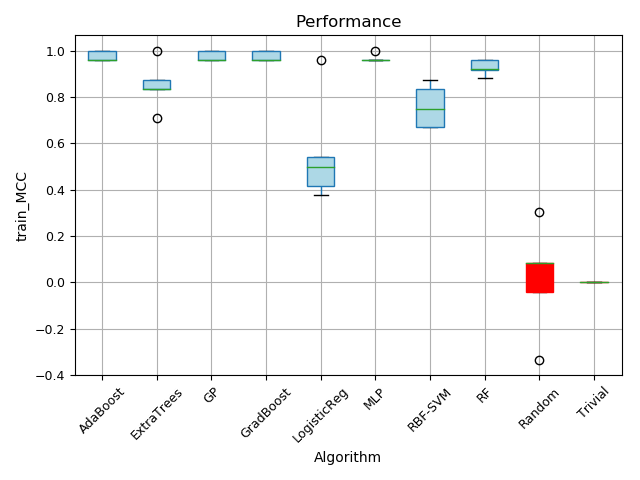 Performance
train_MCC
1.0
0.8
0.6
0.4
0.2
0.0
−0.2
−0.4
AdaBoost
ExtraTrees
GP
GradBoost
LogisticReg
MLP
RBF-SVM
RF
Random
Trivial
Algorithm